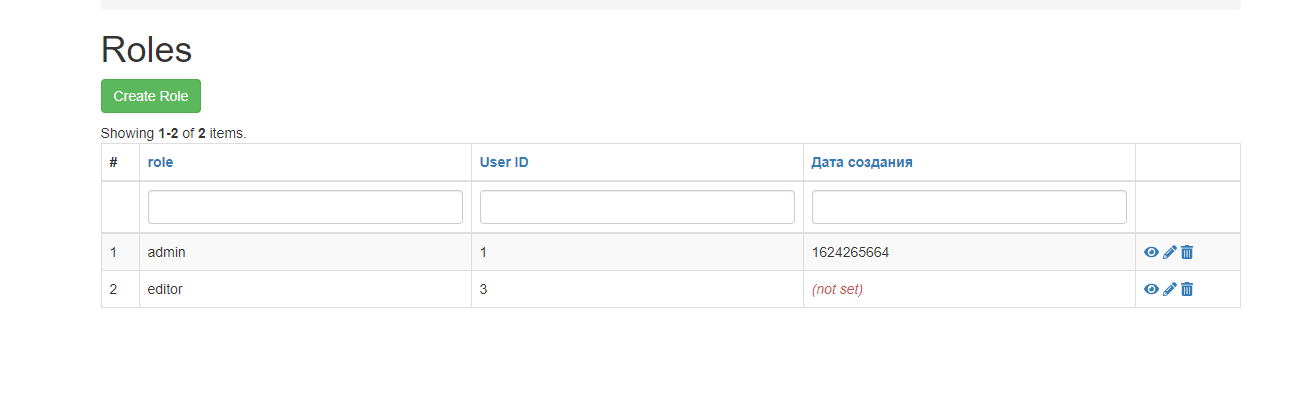 Roles
Create Role
Showing 1-2 of 2 items.
# role User ID Дата создания
1 admin 1 1624265664
2 editor 3 (not set)